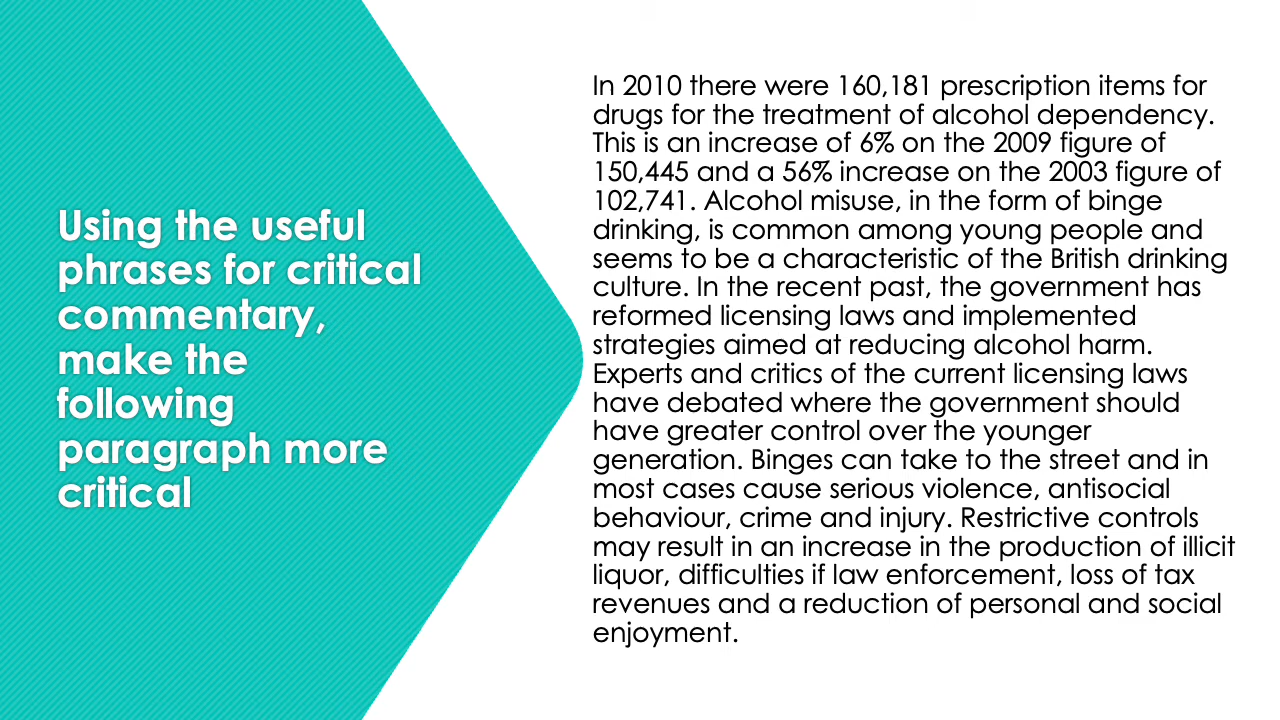 Using the useful
phrases for critical
commentary,
make the
following
paragraph more
critical
In 2010 there were 160,181 prescription items for
drugs for the treatment of alcohol dependency.
This is an increase of 6% on the 2009 figure of
150,445 and a 56% increase on the 2003 figure of
102,741. Alcohol misuse, in the form of binge
drinking, is common among young people and
seems to be a characteristic of the British drinking
culture. In the recent past, the government has
reformed licensing laws and implemented
strategies aimed at reducing alcohol harm.
Experts and critics of the current licensing laws
have debated where the government should
have greater control over the younger
generation. Binges can take to the street and in
most cases cause serious violence, antisocial
behaviour, crime and injury. Restrictive controls
may result in an increase in the production of illicit
liquor, difficulties if law enforcement, loss of tax
revenues and a reduction of personal and social
enjoyment.